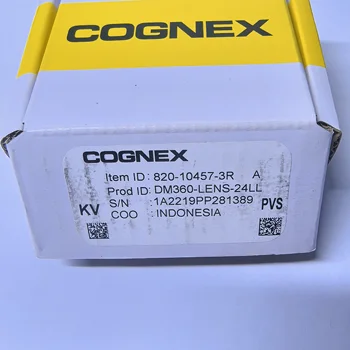 COGNEX
COGNEX
Item ID: 820-10457-3R A
Prod ID: DM360-LENS-24LL
S/N : 1A2219PP281389
KV COO : INDONESIA PVS